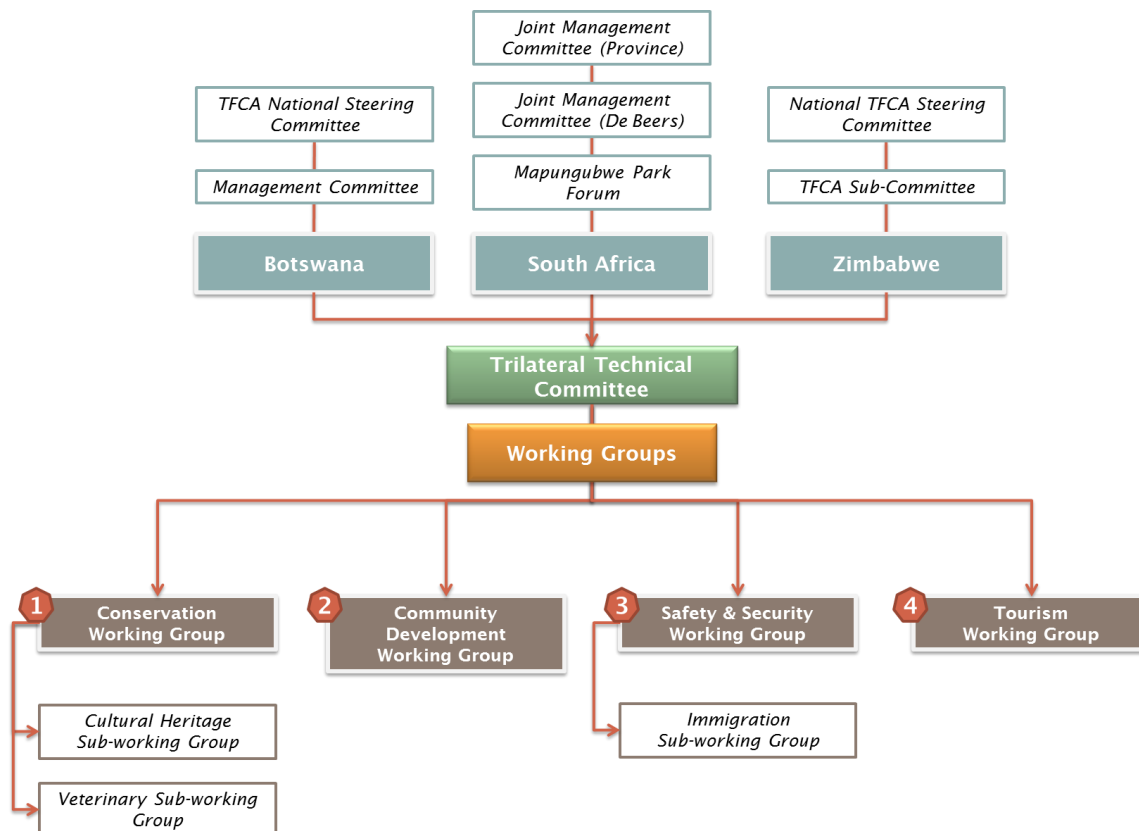 Joint Management
Committee (Province)
TFCA National Steering
Committee
Joint Management
Committee (De Beers)
National TFCA Steering
Committee
Management Committee
Mapungubwe Park
Forum
TFCA Sub-Committee
Botswana
South Africa
Zimbabwe
Trilateral Technical
Committee
Working Groups
1
Conservation
Working Group
2
Community
Development
Working Group
3
Safety & Security
Working Group
4
Tourism
Working Group
Cultural Heritage
Sub-working Group
Immigration
Sub-working Group
Veterinary Sub-working
Group